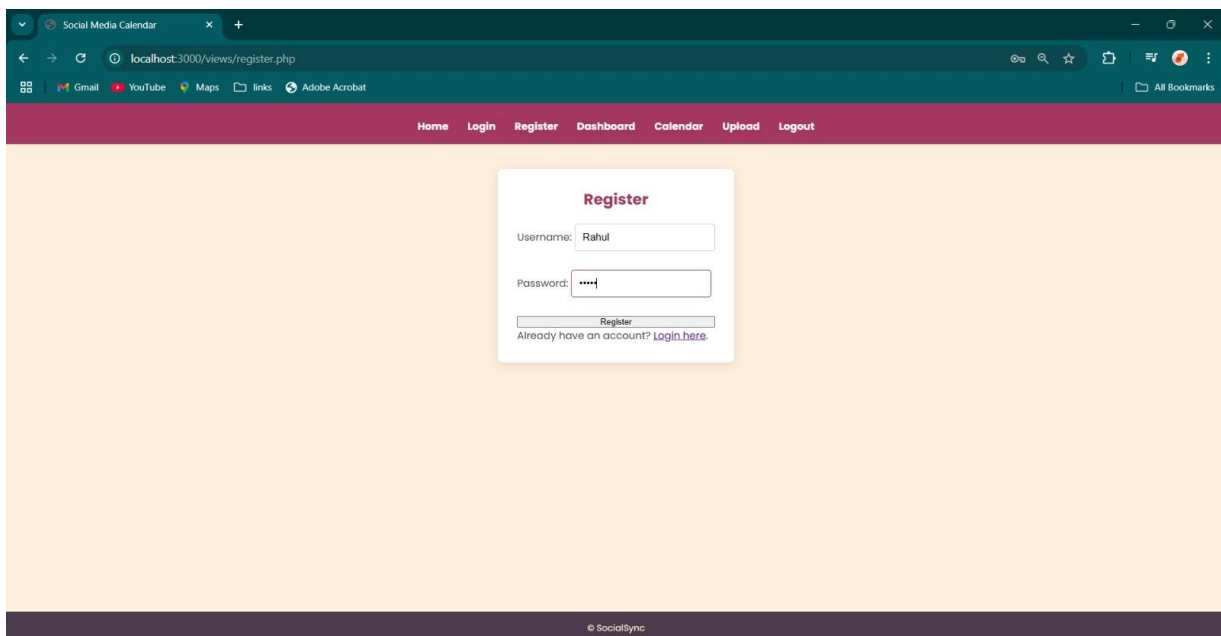 Social Media Calendar
localhost:3000/views/register.php
Gmail YouTube Maps links Adobe Acrobat All Bookmarks
Home Login Register Dashboard Calendar Upload Logout
Register
Username: Rahul
Password: •••••
Register
Already have an account? Login here.
© SocialSync